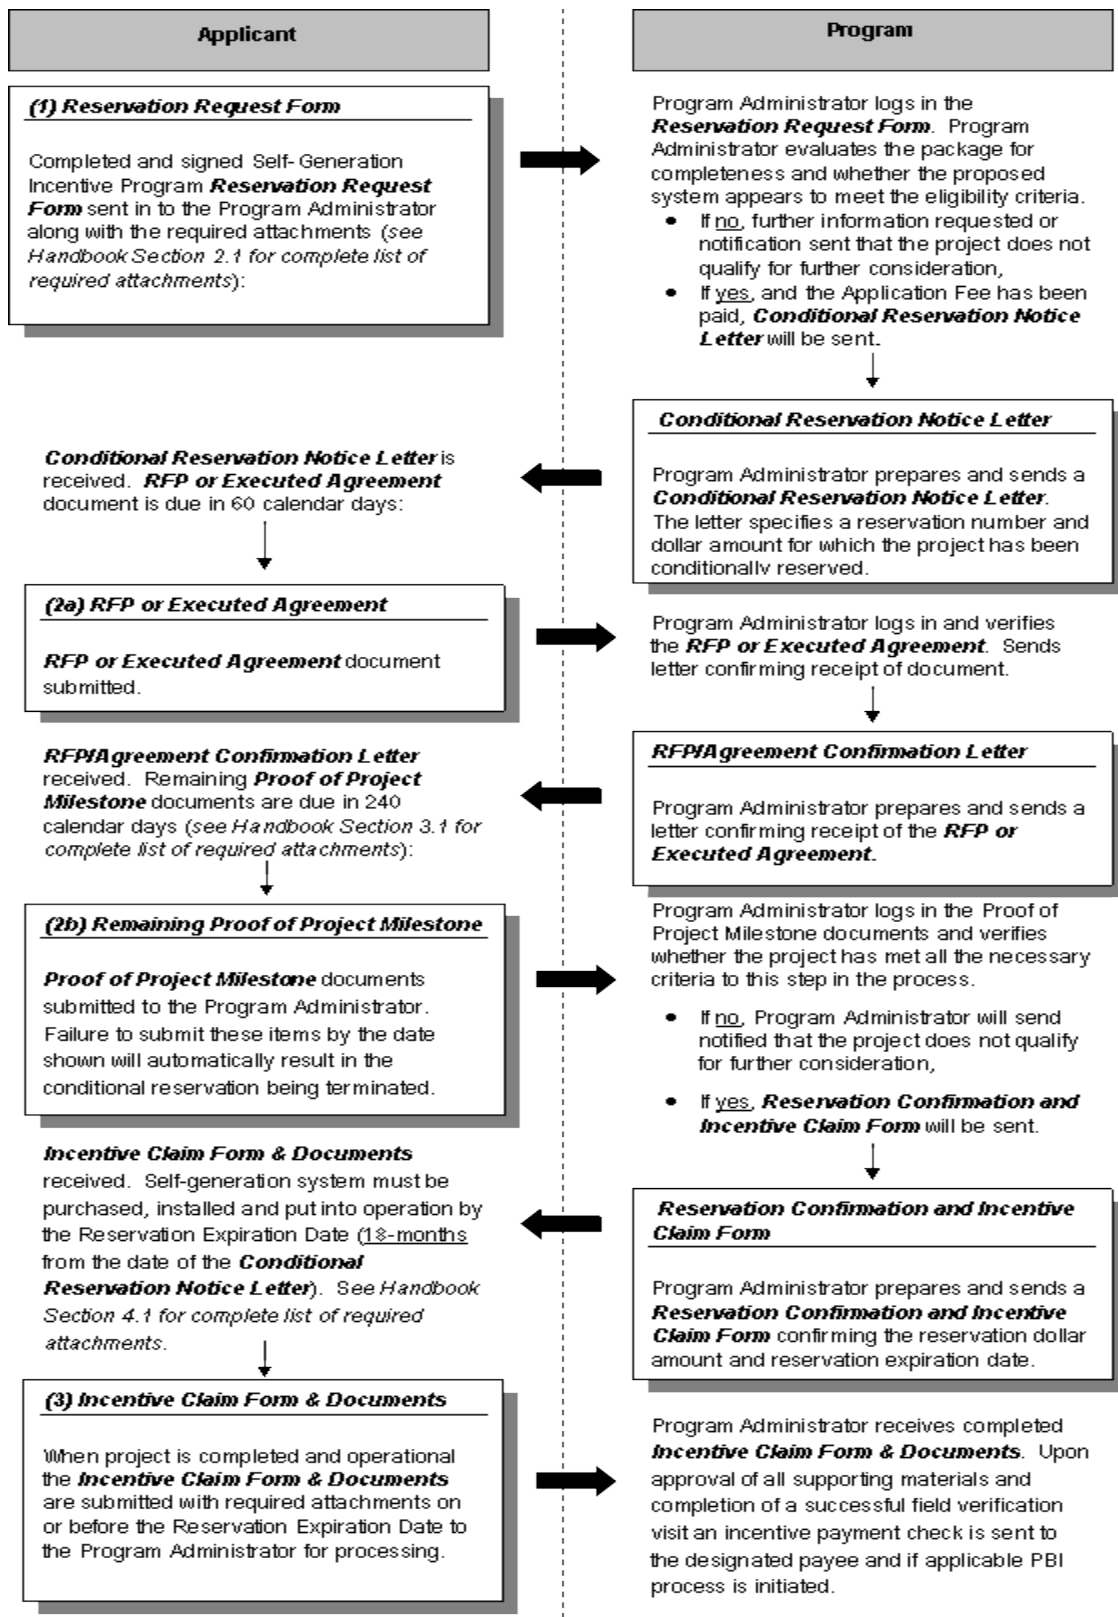 Applicant
Program
(1) Reservation Request Form
Completed and signed Self-Generation
Incentive Program Reservation Request
Form sent in to the Program Administrator
along with the required attachments (see
Handbook Section 2.1 for complete list of
required attachments):
Program Administrator logs in the
Reservation Request Form. Program
Administrator evaluates the package for
completeness and whether the proposed
system appears to meet the eligibility criteria.
• If no, further information requested or
notification sent that the project does not
qualify for further consideration,
• If yes, and the Application Fee has been
paid, Conditional Reservation Notice
Letter will be sent.
Conditional Reservation Notice Letter
Program Administrator prepares and sends a
Conditional Reservation Notice Letter.
The letter specifies a reservation number and
dollar amount for which the project has been
conditionally reserved.
Conditional Reservation Notice Letter is
received. RFP or Executed Agreement
document is due in 60 calendar days:
(2a) RFP or Executed Agreement
RFP or Executed Agreement document
submitted.
Program Administrator logs in and verifies
the RFP or Executed Agreement. Sends
letter confirming receipt of document.
RFP/Agreement Confirmation Letter
Program Administrator prepares and sends a
letter confirming receipt of the RFP or
Executed Agreement.
RFP/Agreement Confirmation Letter
received. Remaining Proof of Project
Milestone documents are due in 240
calendar days (see Handbook Section 3.1 for
complete list of required attachments):
(2b) Remaining Proof of Project Milestone
Proof of Project Milestone documents
submitted to the Program Administrator.
Failure to submit these items by the date
shown will automatically result in the
conditional reservation being terminated.
Program Administrator logs in the Proof of
Project Milestone documents and verifies
whether the project has met all the necessary
criteria to this step in the process.
• If no, Program Administrator will send
notified that the project does not qualify
for further consideration,
• If yes, Reservation Confirmation and
Incentive Claim Form will be sent.
Reservation Confirmation and Incentive
Claim Form
Program Administrator prepares and sends a
Reservation Confirmation and Incentive
Claim Form confirming the reservation dollar
amount and reservation expiration date.
Incentive Claim Form & Documents
received. Self-generation system must be
purchased, installed and put into operation by
the Reservation Expiration Date (18-months
from the date of the Conditional
Reservation Notice Letter). See Handbook
Section 4.1 for complete list of required
attachments.
(3) Incentive Claim Form & Documents
When project is completed and operational
the Incentive Claim Form & Documents
are submitted with required attachments on
or before the Reservation Expiration Date to
the Program Administrator for processing.
Program Administrator receives completed
Incentive Claim Form & Documents. Upon
approval of all supporting materials and
completion of a successful field verification
visit an incentive payment check is sent to
the designated payee and if applicable PBI
process is initiated.